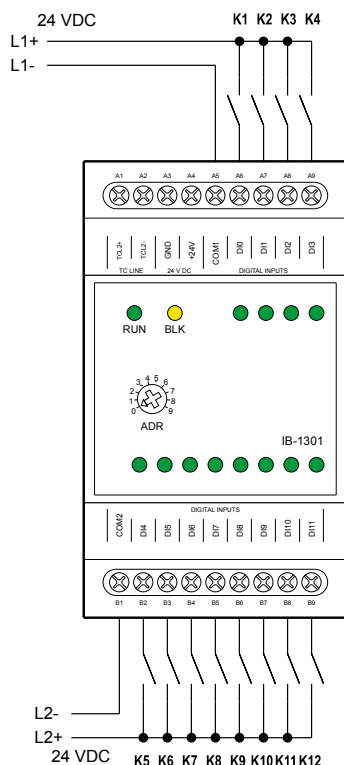 24 VDC K1 K2 K3 K4
L1+
L1-
A1 A2 A3 A4 A5 A6 A7 A8 A9
TCL2+ TCL2- GND +24V COM1 DI0 DI1 DI2 DI3
TC LINE 24 V DC DIGITAL INPUTS
RUN BLK
0 1 2 3 4 5 6 7 8 9
ADR
IB-1301
DIGITAL INPUTS
COM2 DI4 DI5 DI6 DI7 DI8 DI9 DI10 DI11
B1 B2 B3 B4 B5 B6 B7 B8 B9
L2-
L2+
24 VDC K5 K6 K7 K8 K9 K10 K11 K12